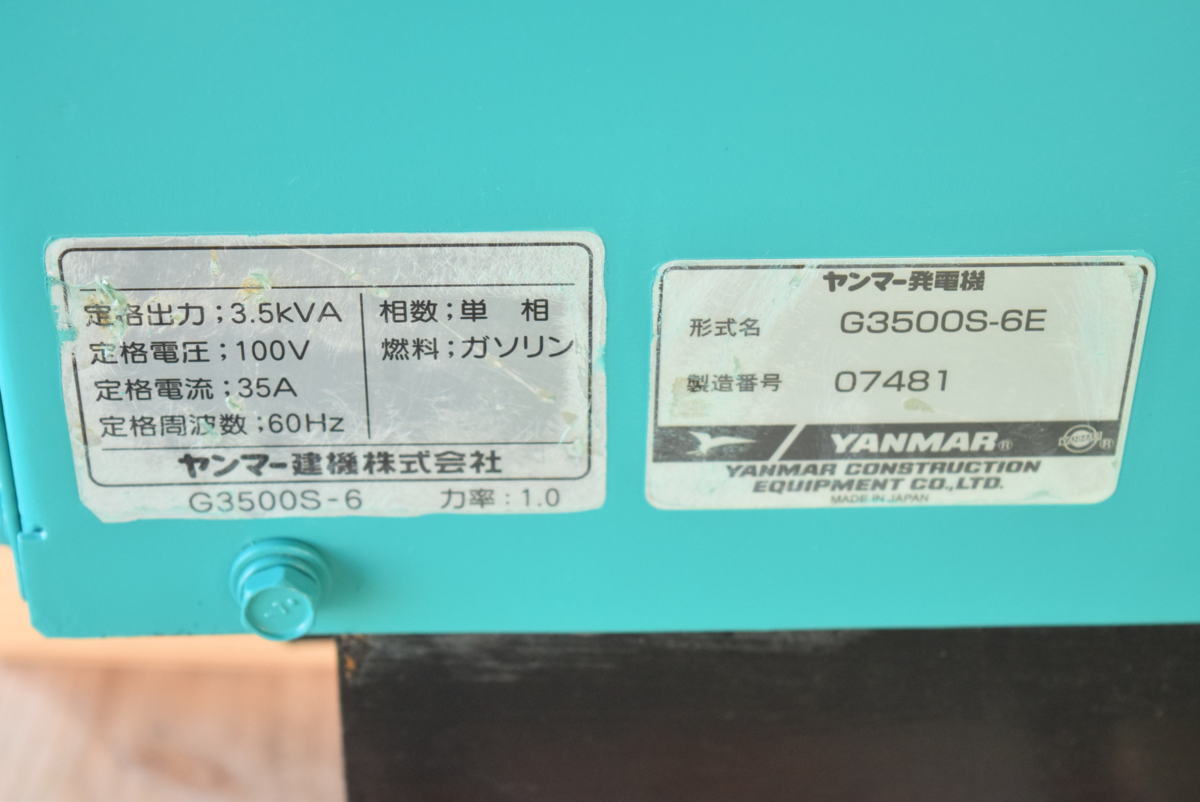 定格出力；3.5kVA
定格電圧；100V
定格電流；35A
定格周波数；60Hz
相数；単 相
燃料；ガソリン
ヤンマー建機株式会社
G3500S-6 力率：1.0
ヤンマー発電機
形式名 G3500S-6E
製造番号 07481
YANMAR®
YANMAR CONSTRUCTION
EQUIPMENT CO.,LTD.
MADE IN JAPAN